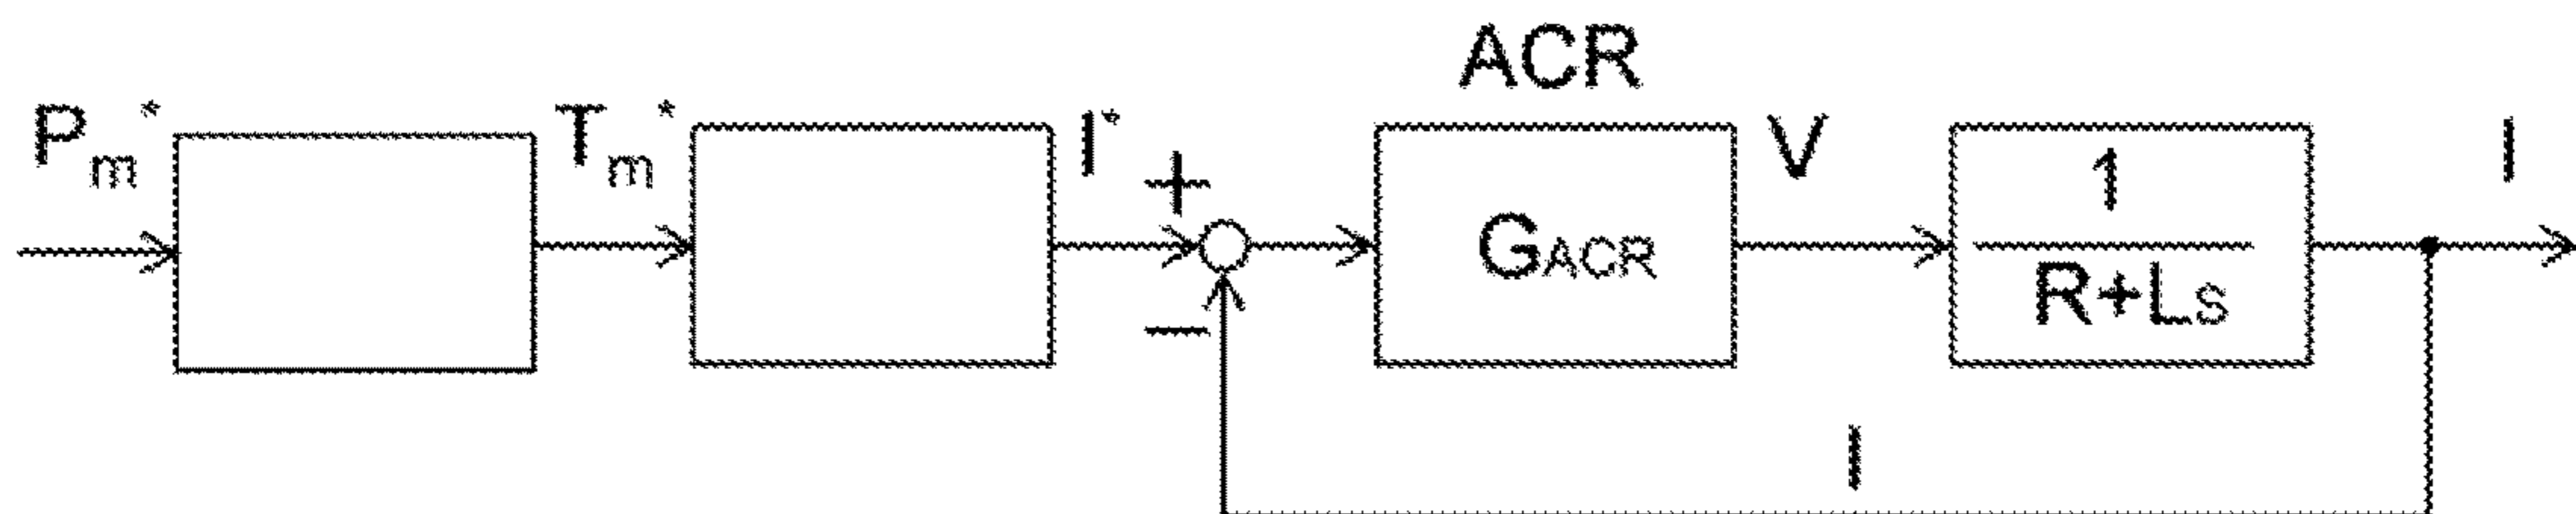 ACR
Pm* Tm* I* + V 1 I
GACR
R+Ls
−
I